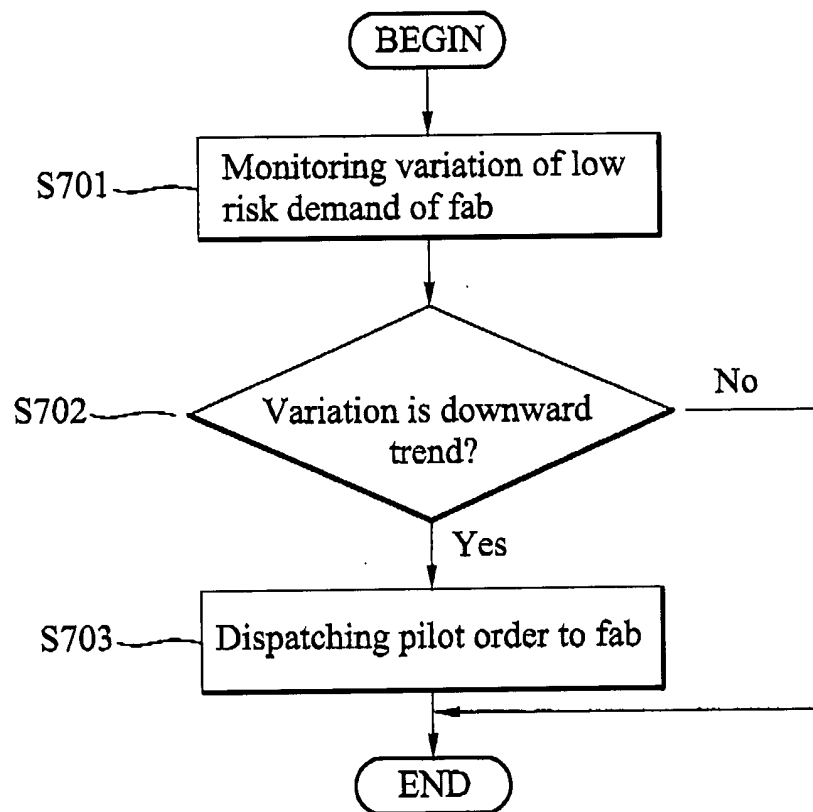 BEGIN
S701
Monitoring variation of low
risk demand of fab
S702
Variation is downward
trend?
No
Yes
S703
Dispatching pilot order to fab
END